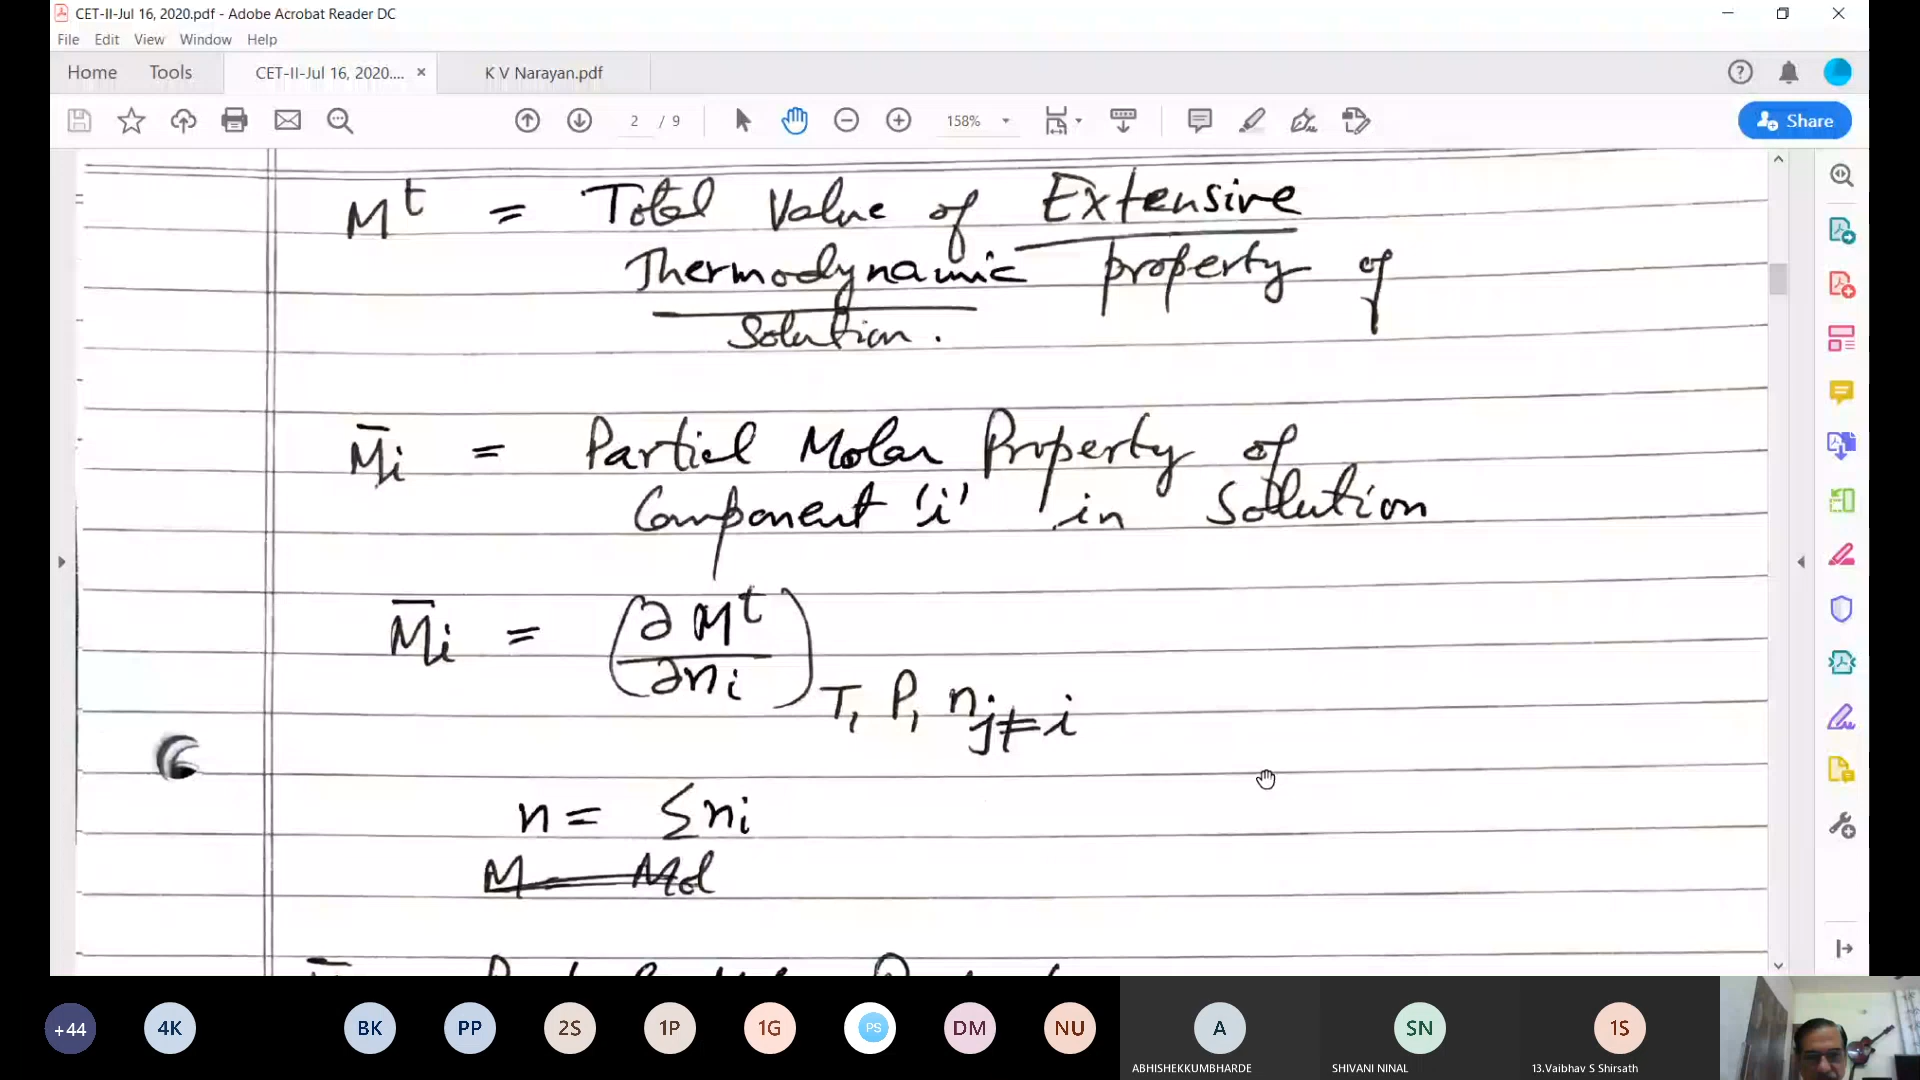 CET-II-Jul 16, 2020.pdf - Adobe Acrobat Reader DC
File Edit View Window Help
Home Tools CET-II-Jul 16, 2020.... × K V Narayan.pdf
2 / 9 158% Share
M^t = Total Value of Extensive
Thermodynamic property of
Solution.
M̄i = Partial Molar Property of
Component 'i' in Solution
M̄i = (∂M^t / ∂ni) T, P, n j≠i
n = Σni
M = Mol
+44 4K BK PP 2S 1P 1G PS DM NU A SN 1S
ABHISHEKKUMBHARDE SHIVANI NINAL 13.Vaibhav S Shirsath